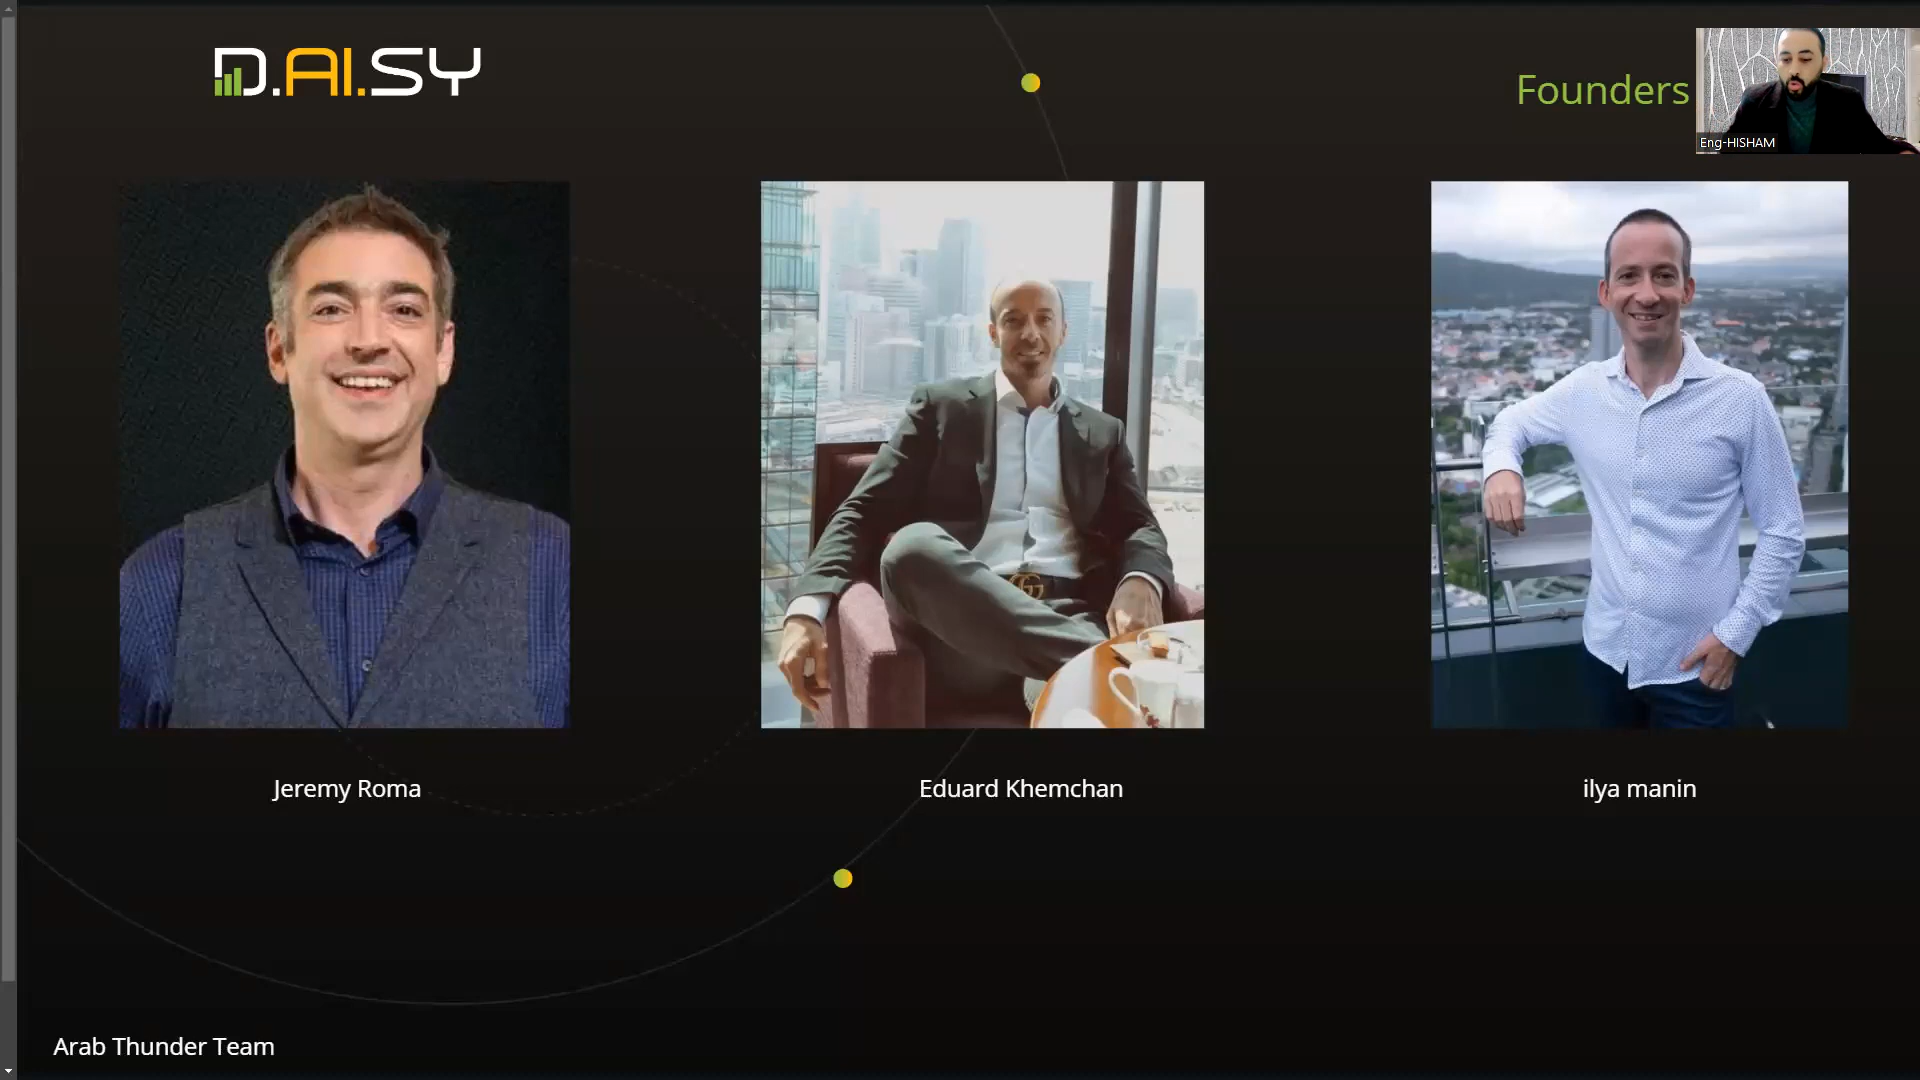 D.AI.SY
Founders
Eng-HISHAM
Jeremy Roma
Eduard Khemchan
ilya manin
Arab Thunder Team